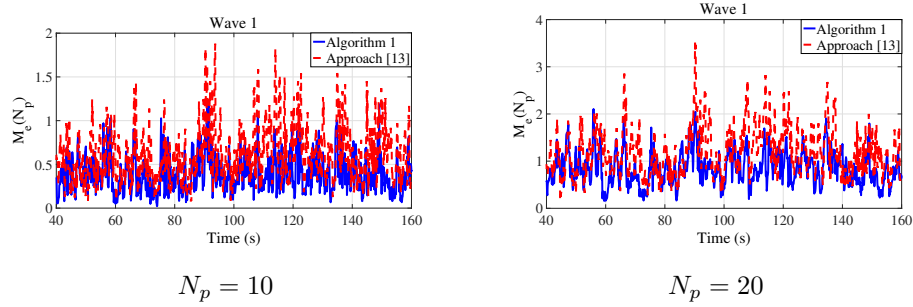 Wave 1
2
1.5
1
0.5
0
M_e(N_p)
40 60 80 100 120 140 160
Time (s)
Algorithm 1
Approach [13]
N_p = 10
Wave 1
4
3
2
1
0
M_e(N_p)
40 60 80 100 120 140 160
Time (s)
Algorithm 1
Approach [13]
N_p = 20